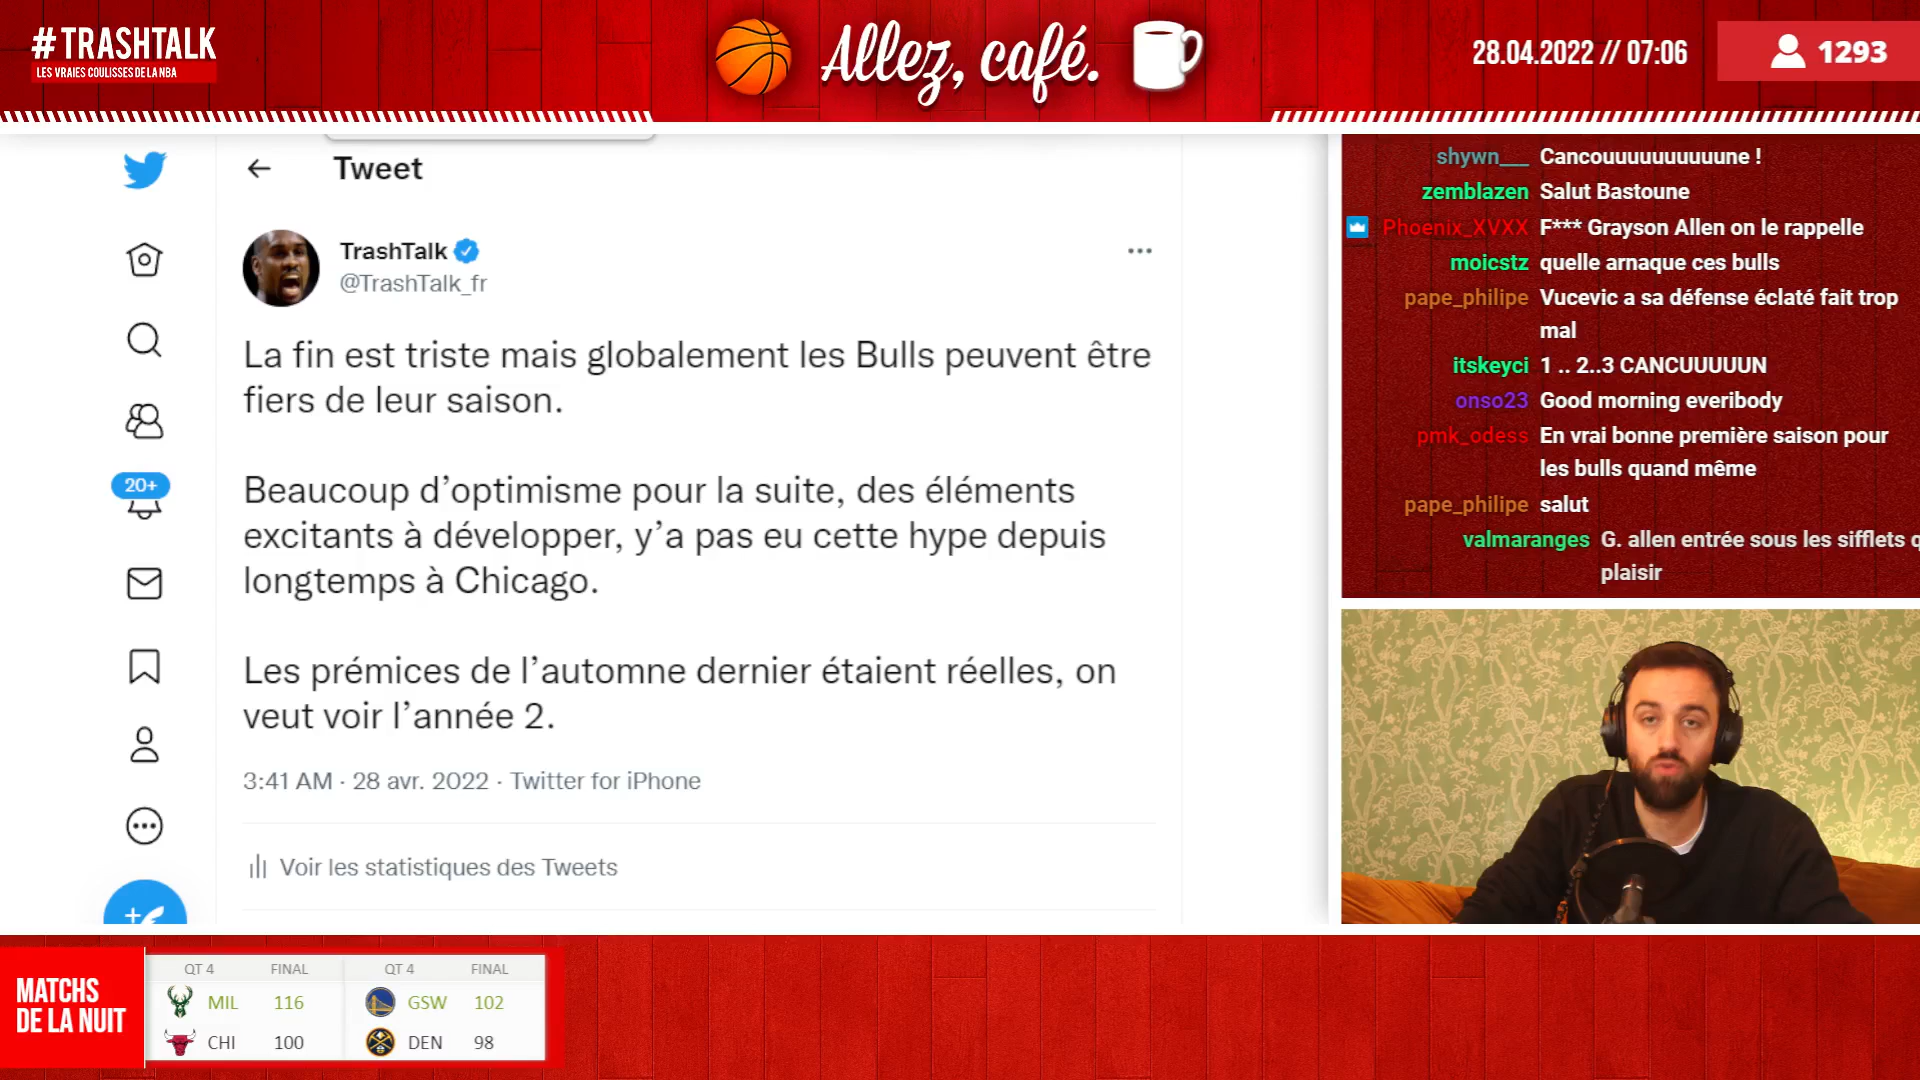 #TRASHTALK
LES VRAIES COULISSES DE LA NBA
Allez, café.
28.04.2022 // 07:06
1293
Tweet
TrashTalk
@TrashTalk_fr
La fin est triste mais globalement les Bulls peuvent être
fiers de leur saison.
Beaucoup d’optimisme pour la suite, des éléments
excitants à développer, y’a pas eu cette hype depuis
longtemps à Chicago.
Les prémices de l’automne dernier étaient réelles, on
veut voir l’année 2.
3:41 AM · 28 avr. 2022 · Twitter for iPhone
Voir les statistiques des Tweets
20+
shywn___ Cancouuuuuuuuuune !
zemblazen Salut Bastoune
Phoenix_XVXX F*** Grayson Allen on le rappelle
moicstz quelle arnaque ces bulls
pape_philipe Vucevic a sa défense éclaté fait trop
mal
itskeyci 1 .. 2..3 CANCUUUUUN
onso23 Good morning everibody
pmk_odess En vrai bonne première saison pour
les bulls quand même
pape_philipe salut
valmaranges G. allen entrée sous les sifflets q
plaisir
MATCHS
DE LA NUIT
QT 4 FINAL
MIL 116
CHI 100
QT 4 FINAL
GSW 102
DEN 98